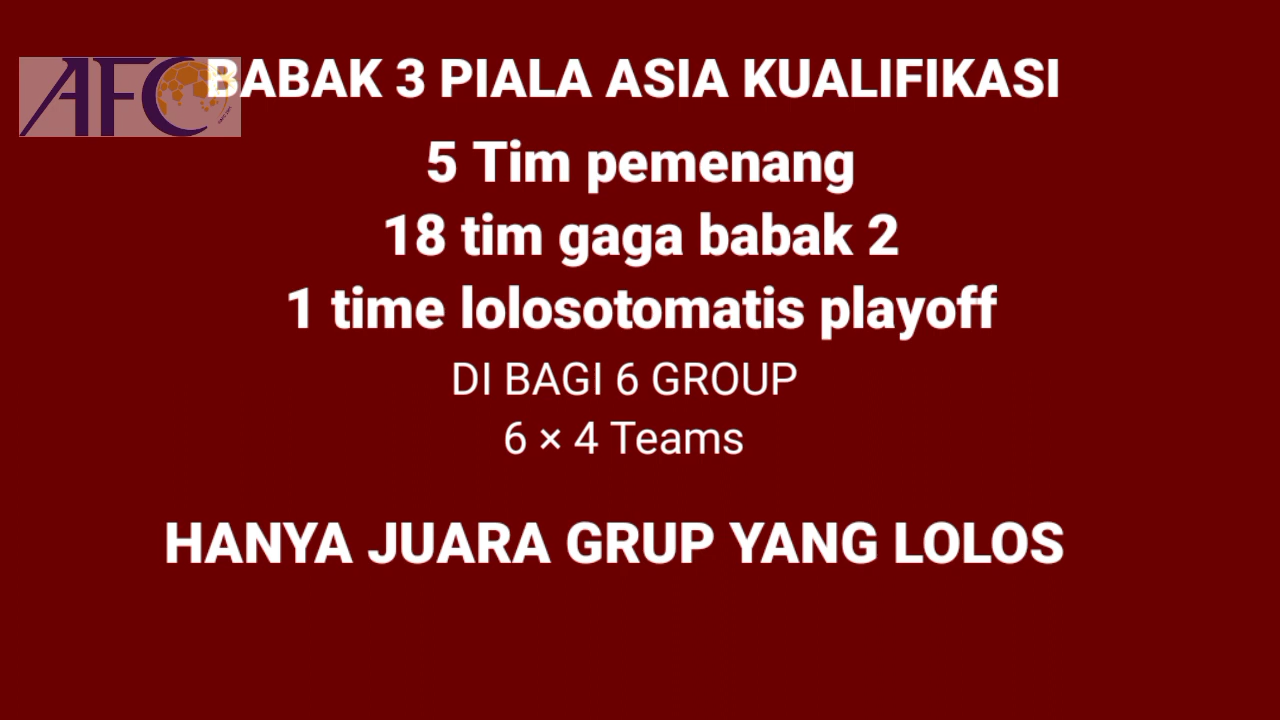 AFC
BABAK 3 PIALA ASIA KUALIFIKASI
5 Tim pemenang
18 tim gaga babak 2
1 time lolosotomatis playoff
DI BAGI 6 GROUP
6 × 4 Teams
HANYA JUARA GRUP YANG LOLOS